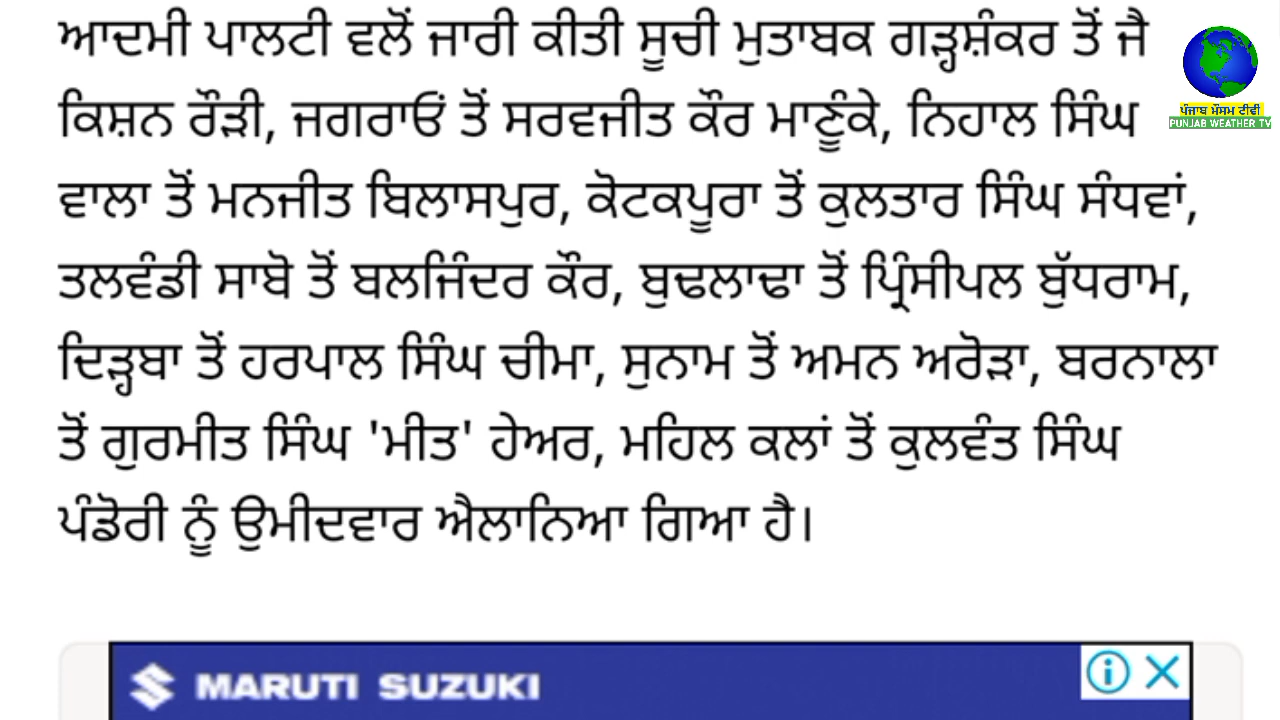 ਆਦਮੀ ਪਾਲਟੀ ਵਲੋਂ ਜਾਰੀ ਕੀਤੀ ਸੂਚੀ ਮੁਤਾਬਕ ਗੜ੍ਹਸ਼ੰਕਰ ਤੋਂ ਜੈ
ਕਿਸ਼ਨ ਰੌੜੀ, ਜਗਰਾਓਂ ਤੋਂ ਸਰਵਜੀਤ ਕੌਰ ਮਾਣੂੰਕੇ, ਨਿਹਾਲ ਸਿੰਘ
ਵਾਲਾ ਤੋਂ ਮਨਜੀਤ ਬਿਲਾਸਪੁਰ, ਕੋਟਕਪੂਰਾ ਤੋਂ ਕੁਲਤਾਰ ਸਿੰਘ ਸੰਧਵਾਂ,
ਤਲਵੰਡੀ ਸਾਬੋ ਤੋਂ ਬਲਜਿੰਦਰ ਕੌਰ, ਬੁਢਲਾਢਾ ਤੋਂ ਪ੍ਰਿੰਸੀਪਲ ਬੁੱਧਰਾਮ,
ਦਿੜ੍ਹਬਾ ਤੋਂ ਹਰਪਾਲ ਸਿੰਘ ਚੀਮਾ, ਸੁਨਾਮ ਤੋਂ ਅਮਨ ਅਰੋੜਾ, ਬਰਨਾਲਾ
ਤੋਂ ਗੁਰਮੀਤ ਸਿੰਘ 'ਮੀਤ' ਹੇਅਰ, ਮਹਿਲ ਕਲਾਂ ਤੋਂ ਕੁਲਵੰਤ ਸਿੰਘ
ਪੰਡੋਰੀ ਨੂੰ ਉਮੀਦਵਾਰ ਐਲਾਨਿਆ ਗਿਆ ਹੈ।
ਪੰਜਾਬ ਮੌਸਮ ਟੀਵੀ
PUNJAB WEATHER TV
MARUTI SUZUKI